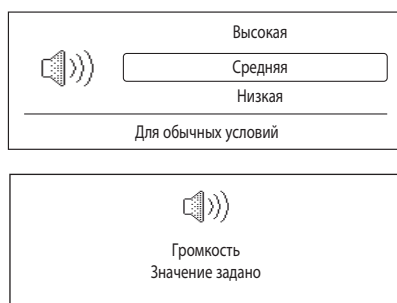 Высокая
Средняя
Низкая
Для обычных условий
Громкость
Значение задано